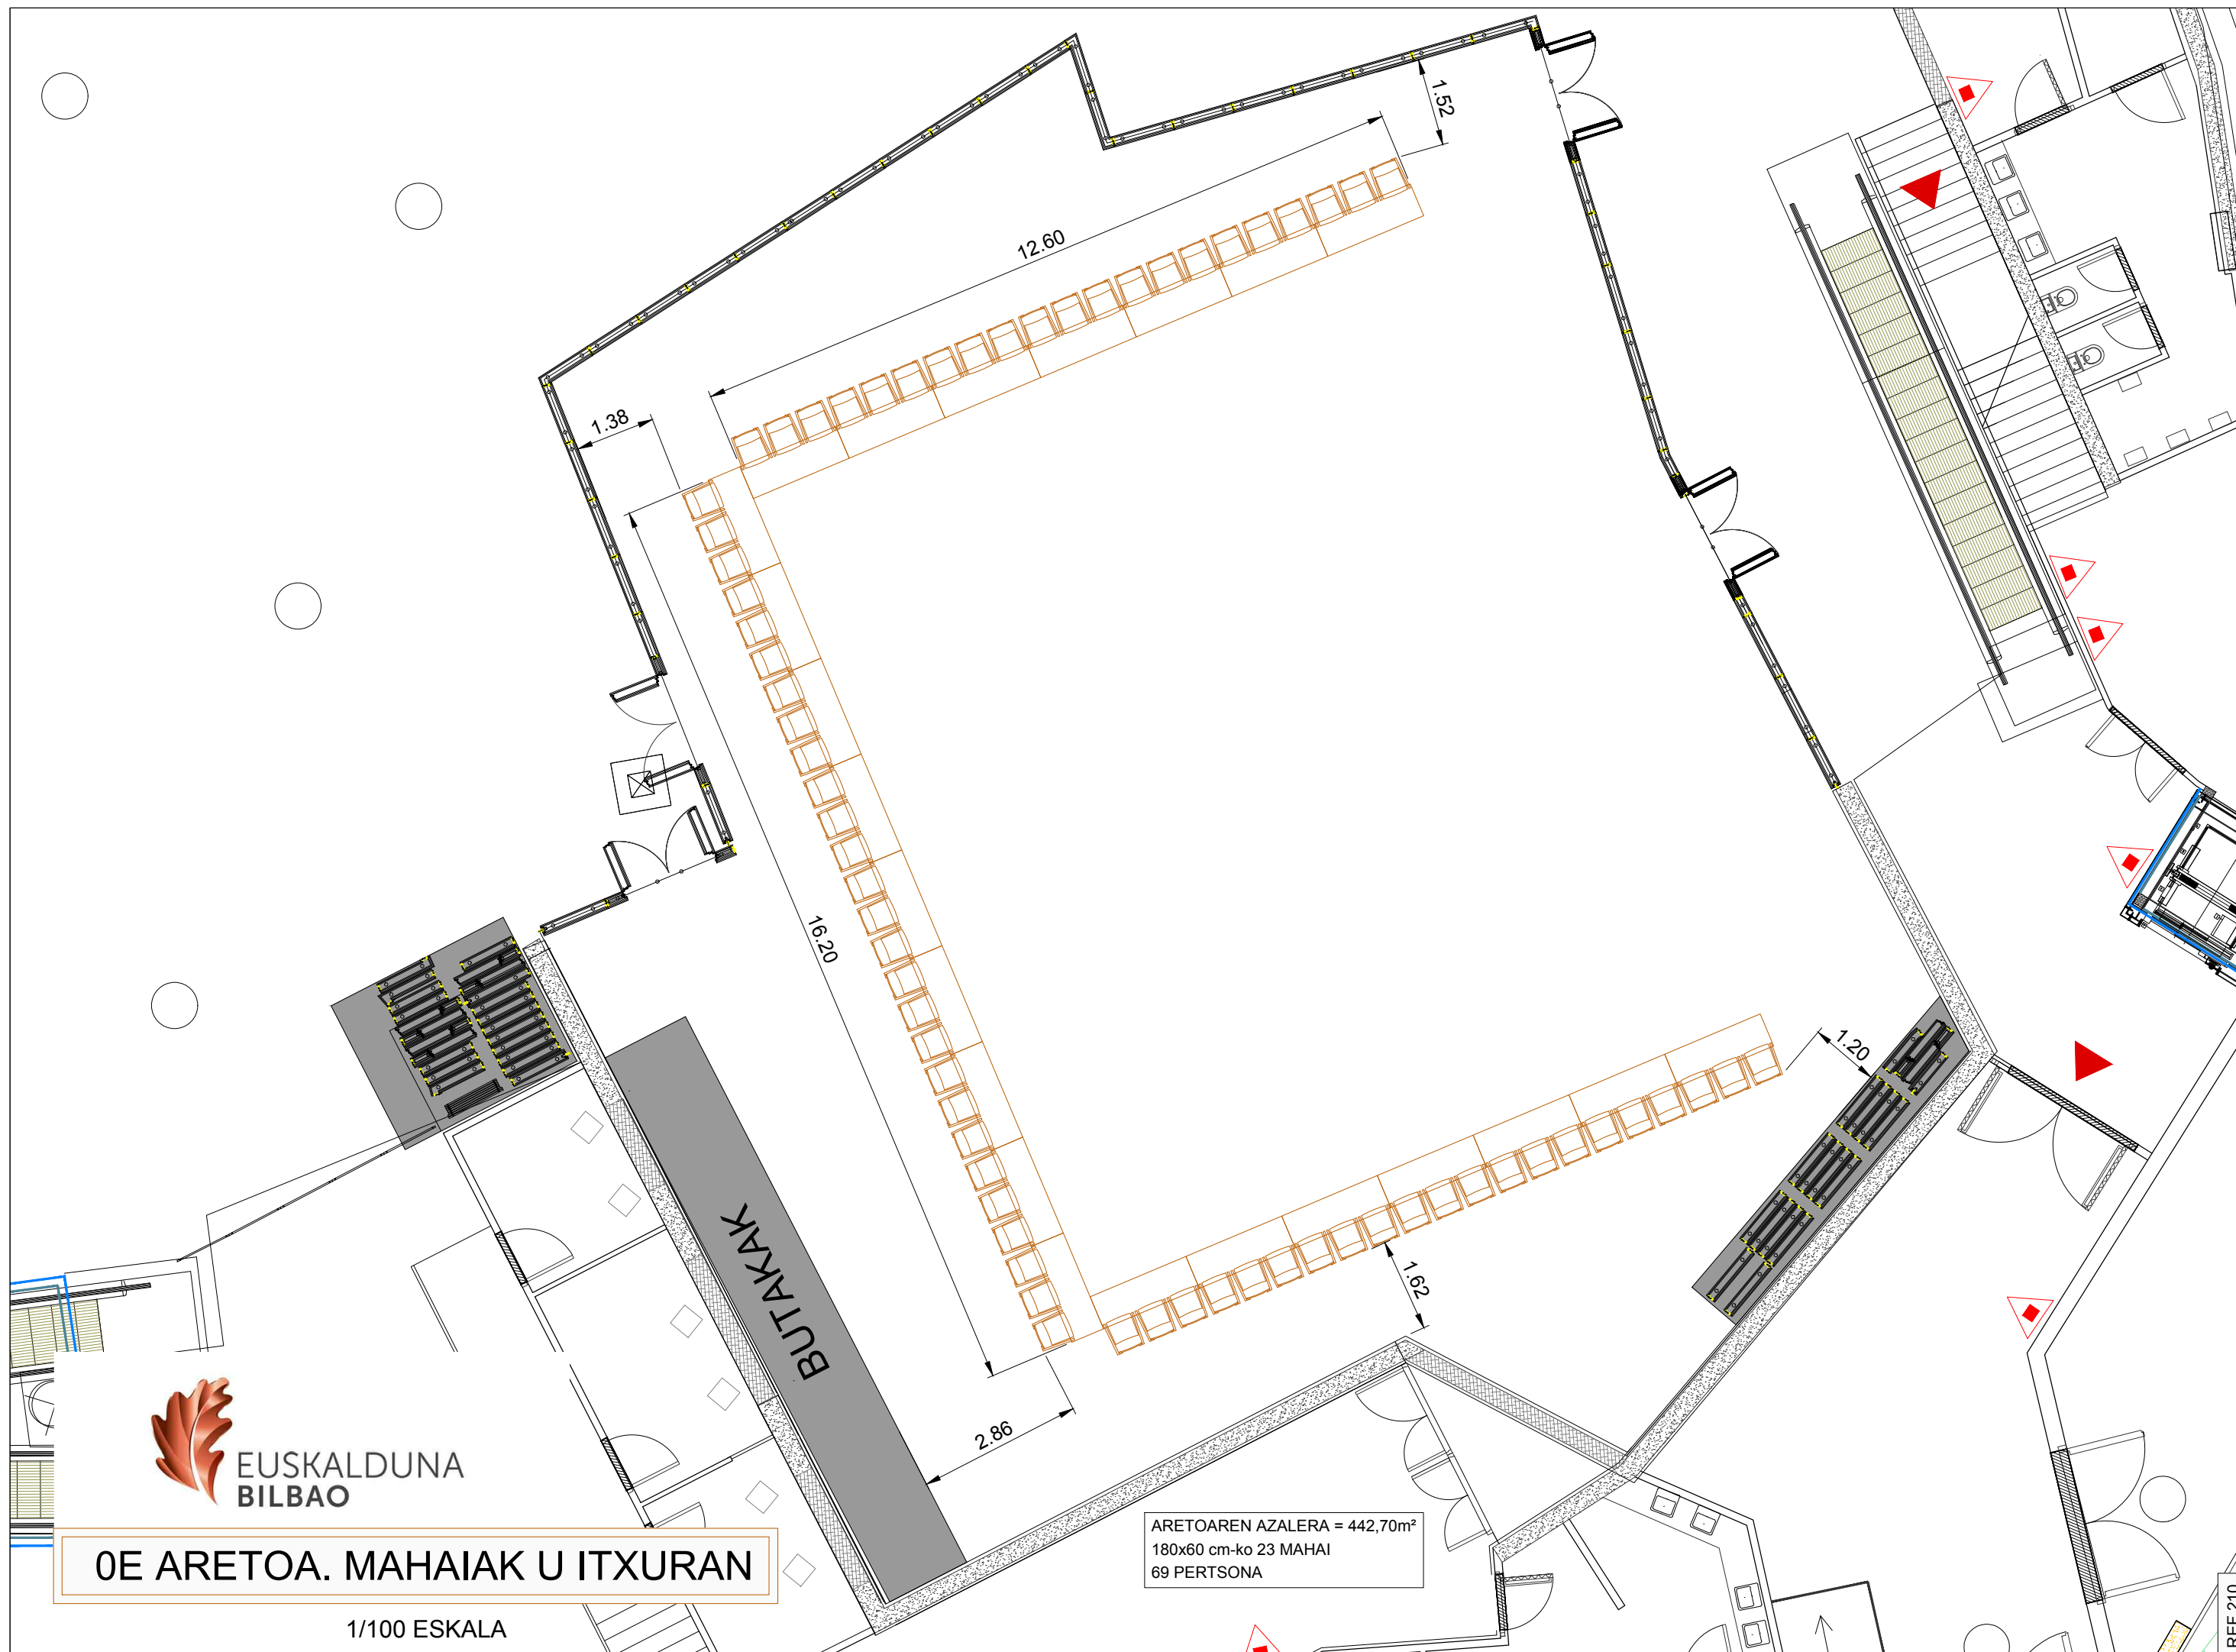 1.52
12.60
1.38
16.20
1.20
1.62
2.86
BUTAKAK
EUSKALDUNA
BILBAO
0E ARETOA. MAHAIAK U ITXURAN
1/100 ESKALA
ARETOAREN AZALERA = 442,70m²
180x60 cm-ko 23 MAHAI
69 PERTSONA